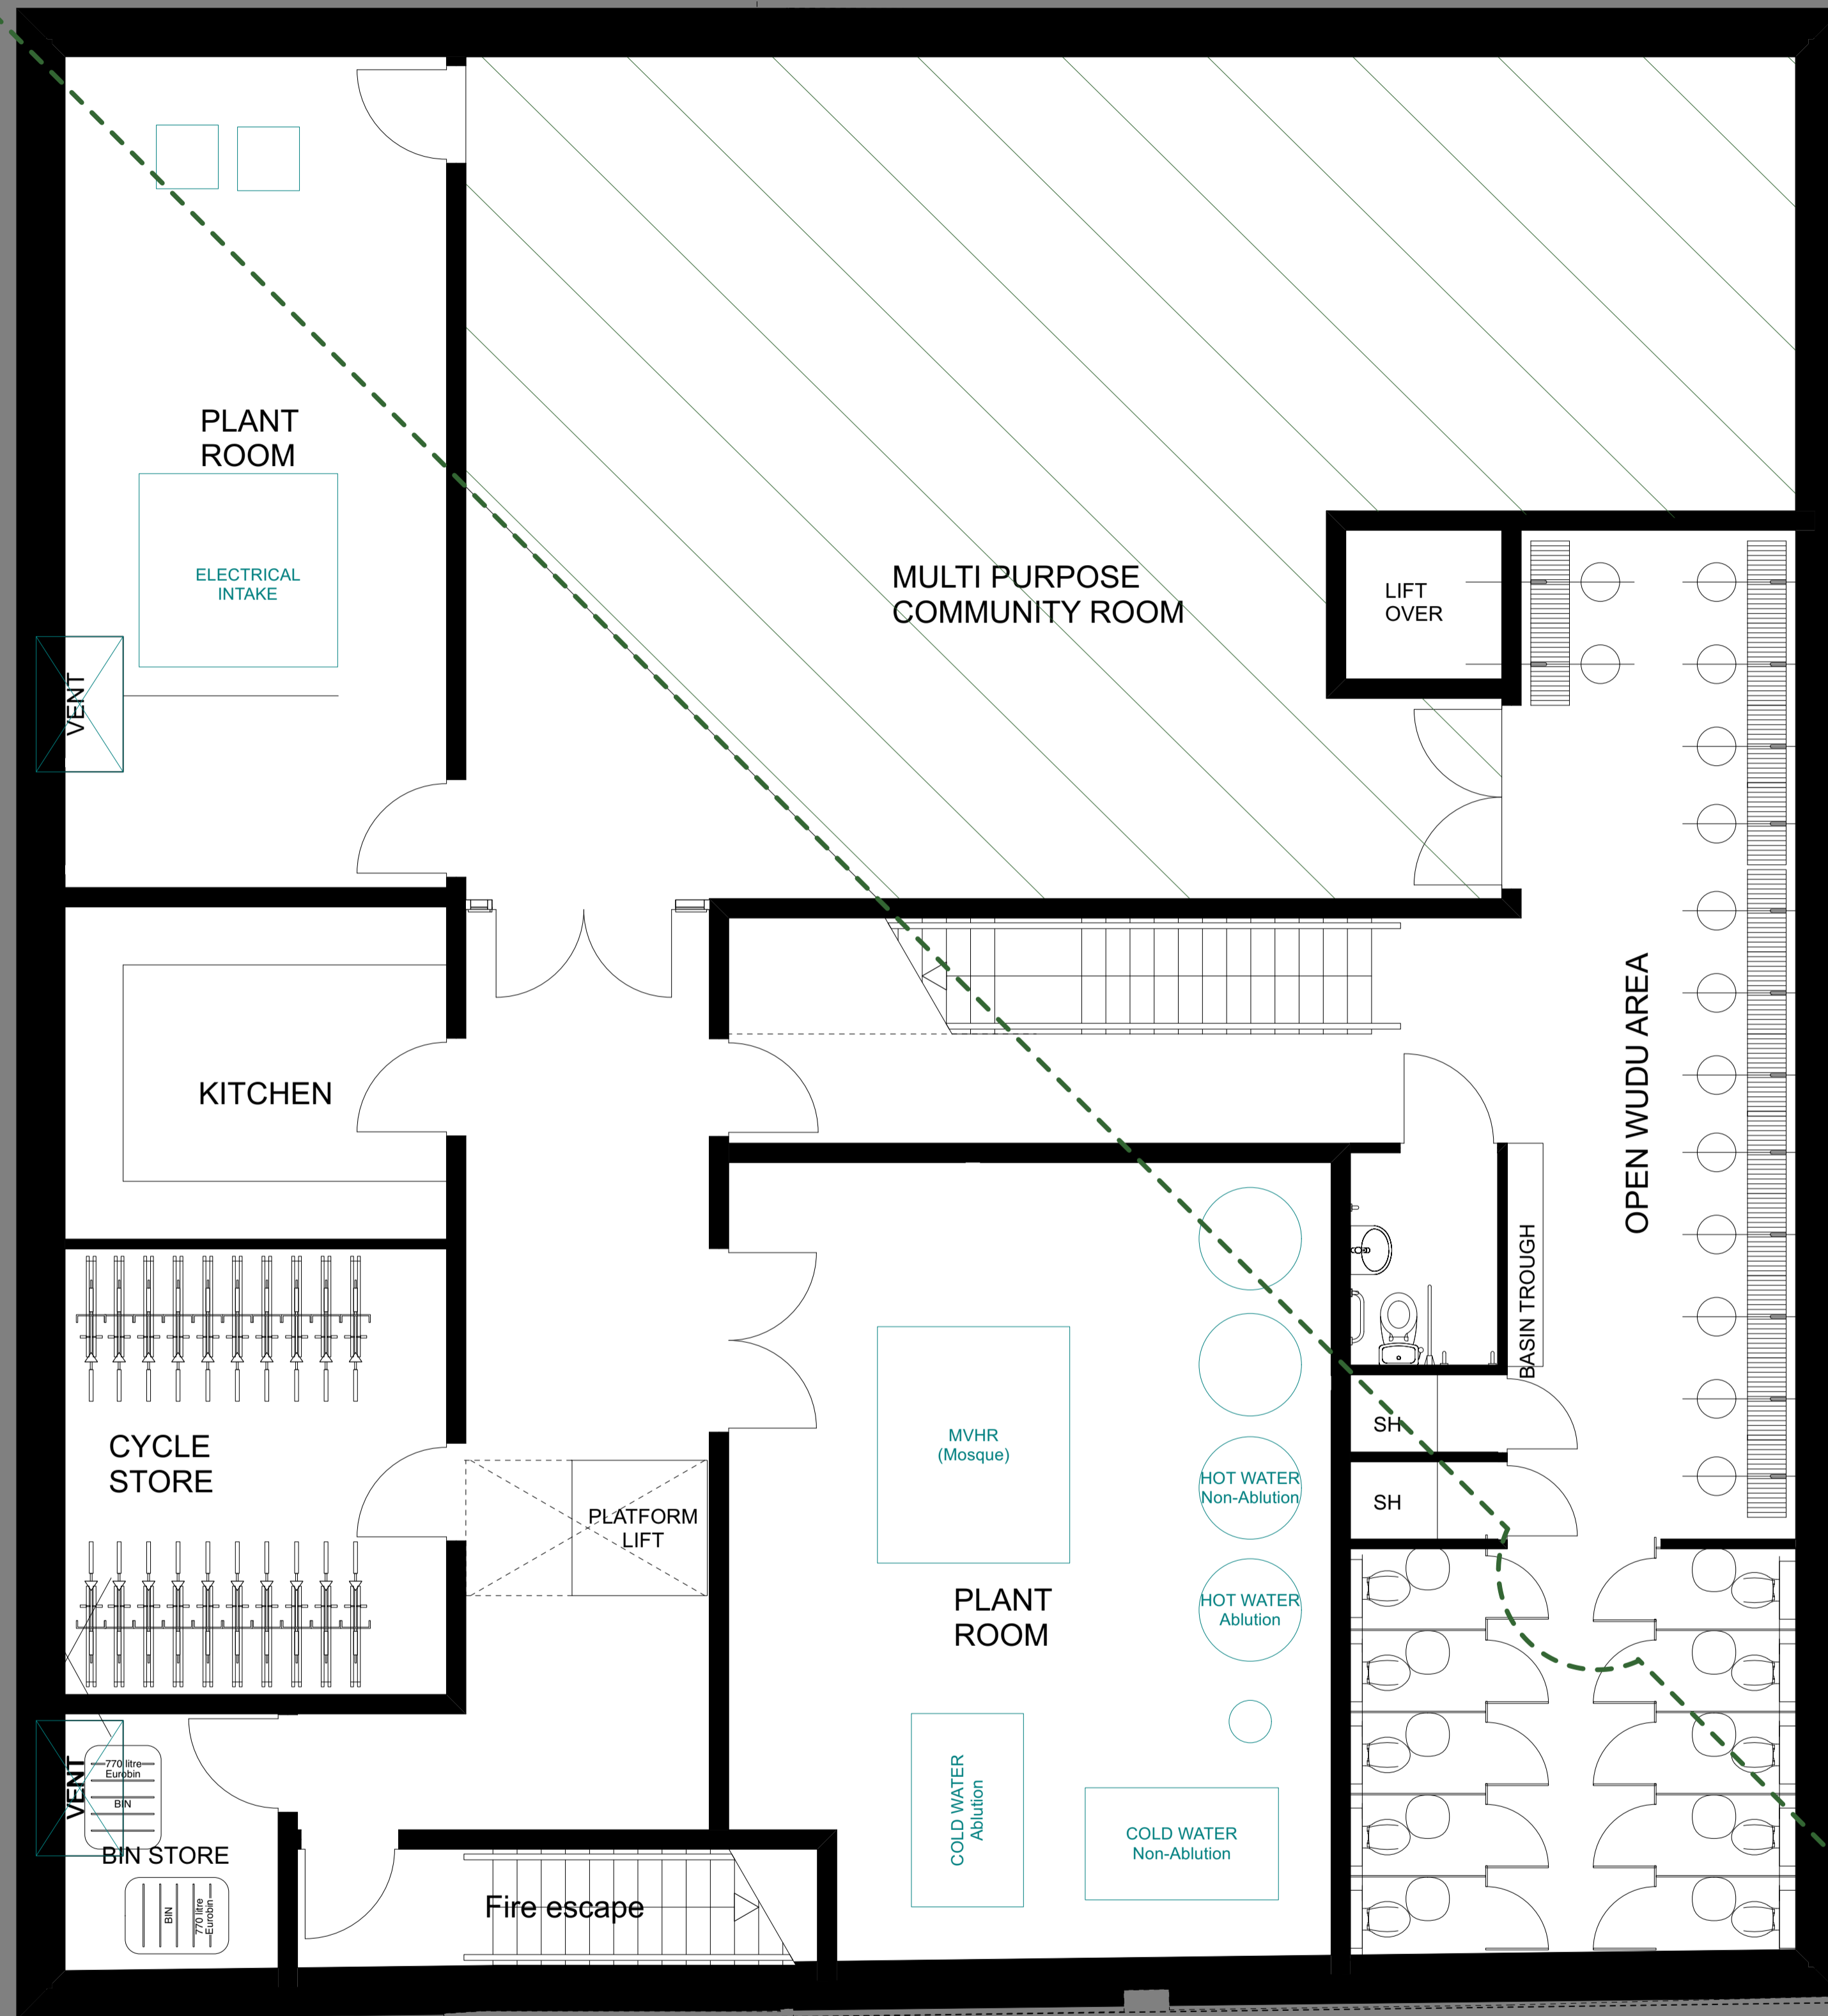 PLANT
ROOM
ELECTRICAL
INTAKE
VENT
MULTI PURPOSE
COMMUNITY ROOM
LIFT
OVER
OPEN WUDU AREA
KITCHEN
BASIN TROUGH
CYCLE
STORE
SH
SH
PLATFORM
LIFT
MVHR
(Mosque)
HOT WATER
Non-Ablution
HOT WATER
Ablution
PLANT
ROOM
VENT
770 litre
Eurobin
BIN
BIN STORE
BIN
770 litre
Eurobin
Fire escape
COLD WATER
Ablution
COLD WATER
Non-Ablution